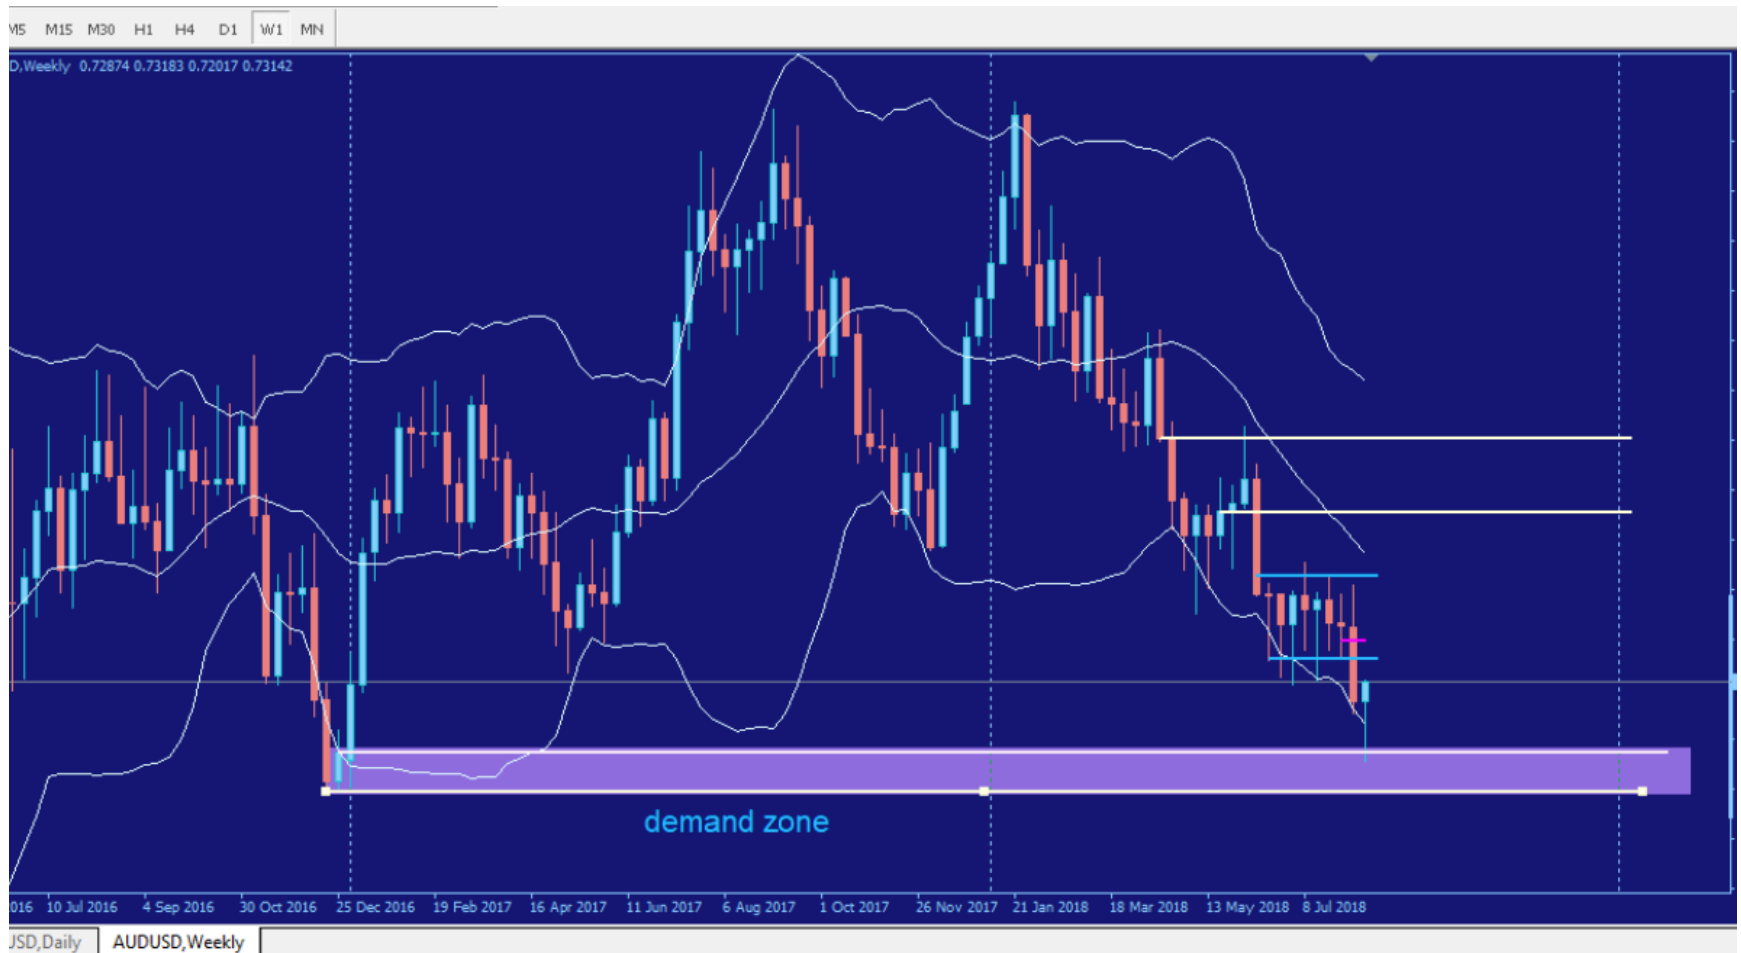 M5 M15 M30 H1 H4 D1 W1 MN
D,Weekly 0.72874 0.73183 0.72017 0.73142
demand zone
2016 10 Jul 2016 4 Sep 2016 30 Oct 2016 25 Dec 2016 19 Feb 2017 16 Apr 2017 11 Jun 2017 6 Aug 2017 1 Oct 2017 26 Nov 2017 21 Jan 2018 18 Mar 2018 13 May 2018 8 Jul 2018
USD,Daily AUDUSD,Weekly